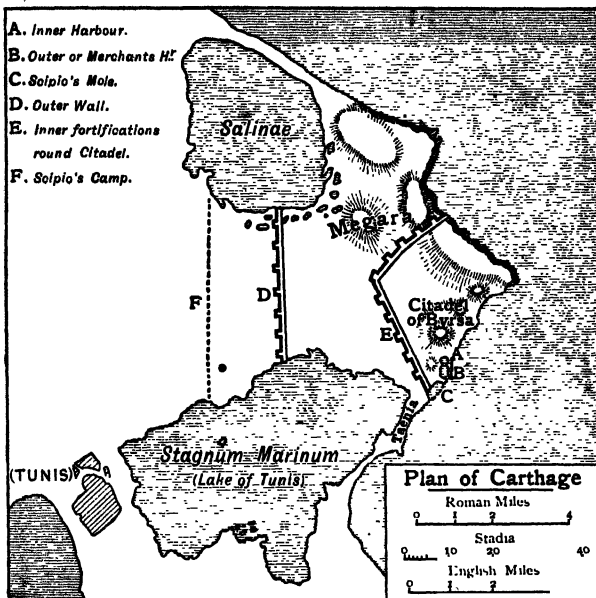 A. Inner Harbour.
B. Outer or Merchants Hr
C. Scipio's Mole.
D. Outer Wall.
E. Inner fortifications
round Citadel.
F. Scipio's Camp.
Salinae
B
B
Megara
F
D
E
Citadel
of Byrsa
A
B
C
Taenia
Stagnum Marinum
(Lake of Tunis)
(TUNIS)
B
A
Plan of Carthage
Roman Miles
0 1 2 4
Stadia
0 10 20 40
English Miles
0 1 2